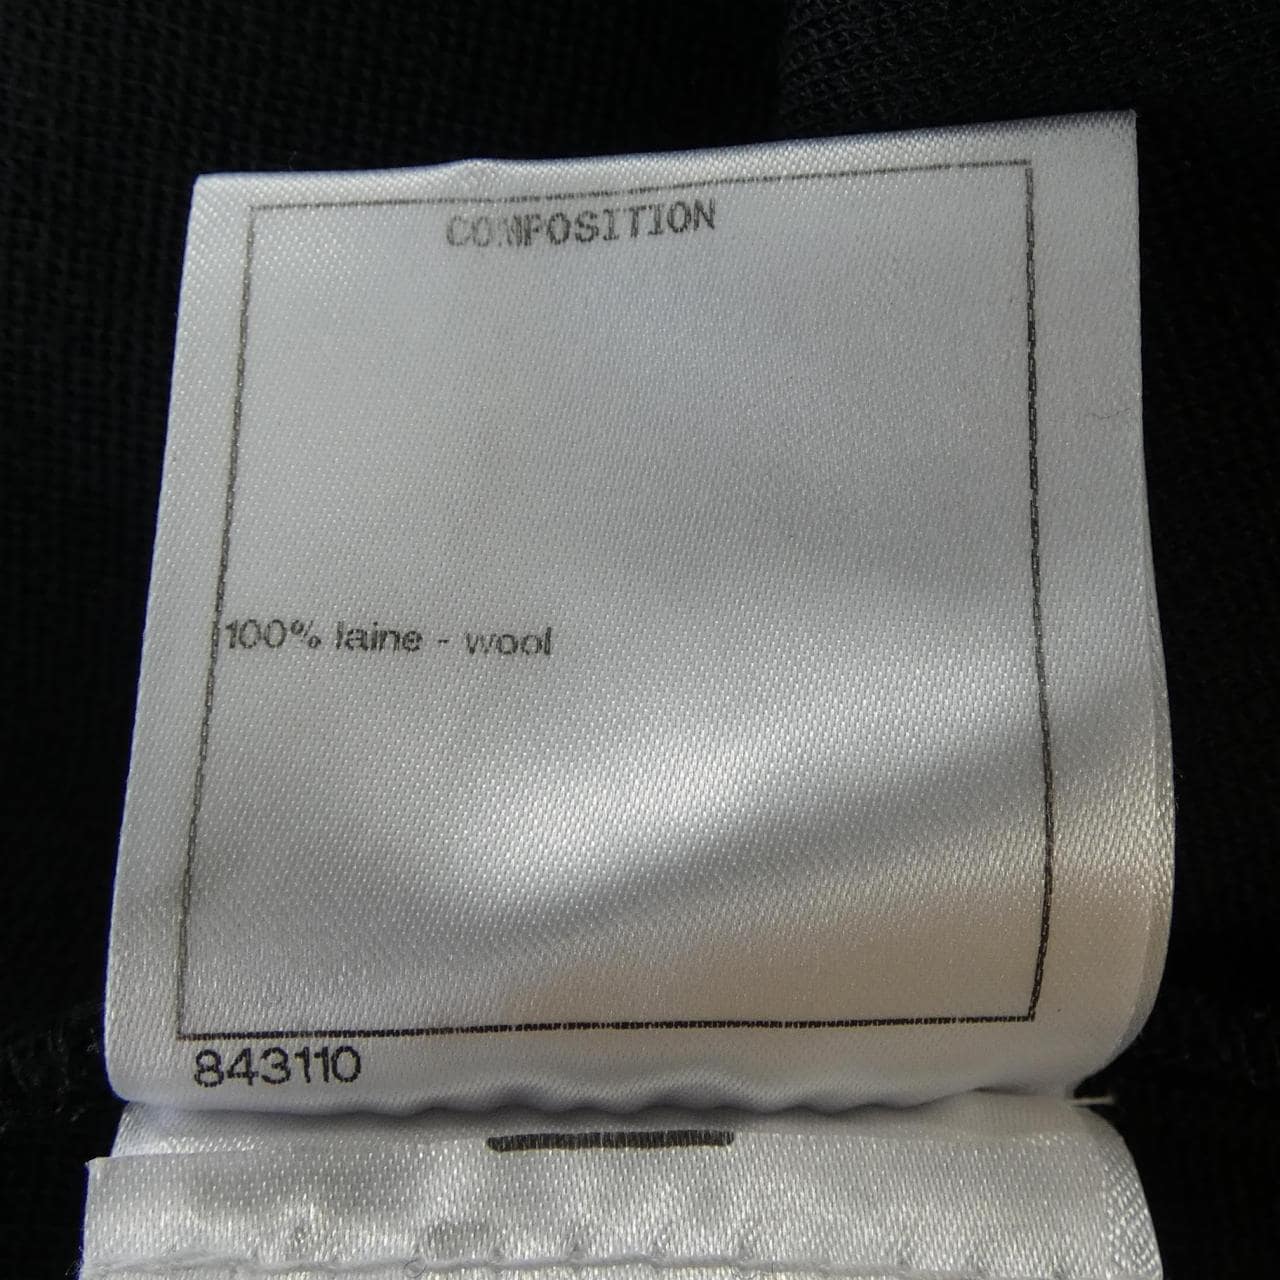 COMPOSITION
100% laine - wool
843110